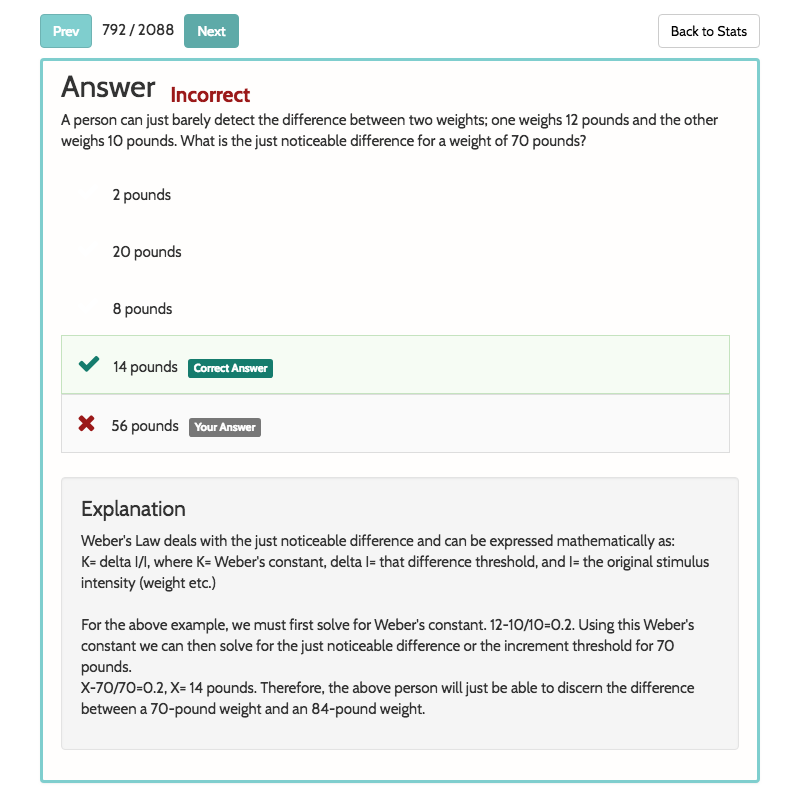 Prev 792 / 2088 Next Back to Stats
Answer Incorrect
A person can just barely detect the difference between two weights; one weighs 12 pounds and the other
weighs 10 pounds. What is the just noticeable difference for a weight of 70 pounds?
2 pounds
20 pounds
8 pounds
14 pounds Correct Answer
56 pounds Your Answer
Explanation
Weber's Law deals with the just noticeable difference and can be expressed mathematically as:
K= delta I/I, where K= Weber's constant, delta I= that difference threshold, and I= the original stimulus
intensity (weight etc.)
For the above example, we must first solve for Weber's constant. 12-10/10=0.2. Using this Weber's
constant we can then solve for the just noticeable difference or the increment threshold for 70
pounds.
X-70/70=0.2, X= 14 pounds. Therefore, the above person will just be able to discern the difference
between a 70-pound weight and an 84-pound weight.